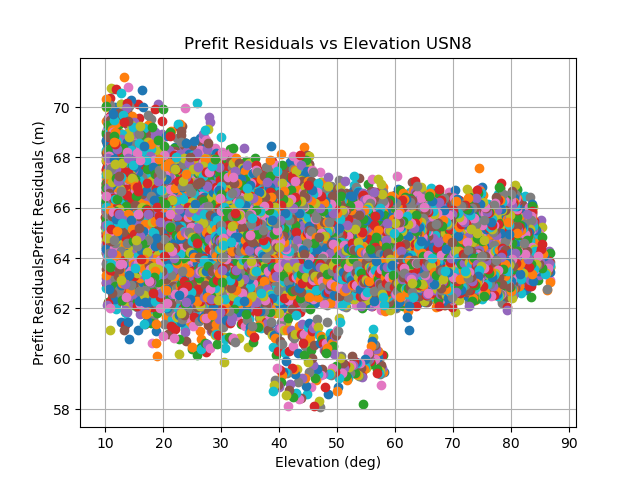 Prefit Residuals vs Elevation USN8
Prefit ResidualsPrefit Residuals (m)
70
68
66
64
62
60
58
10 20 30 40 50 60 70 80 90
Elevation (deg)